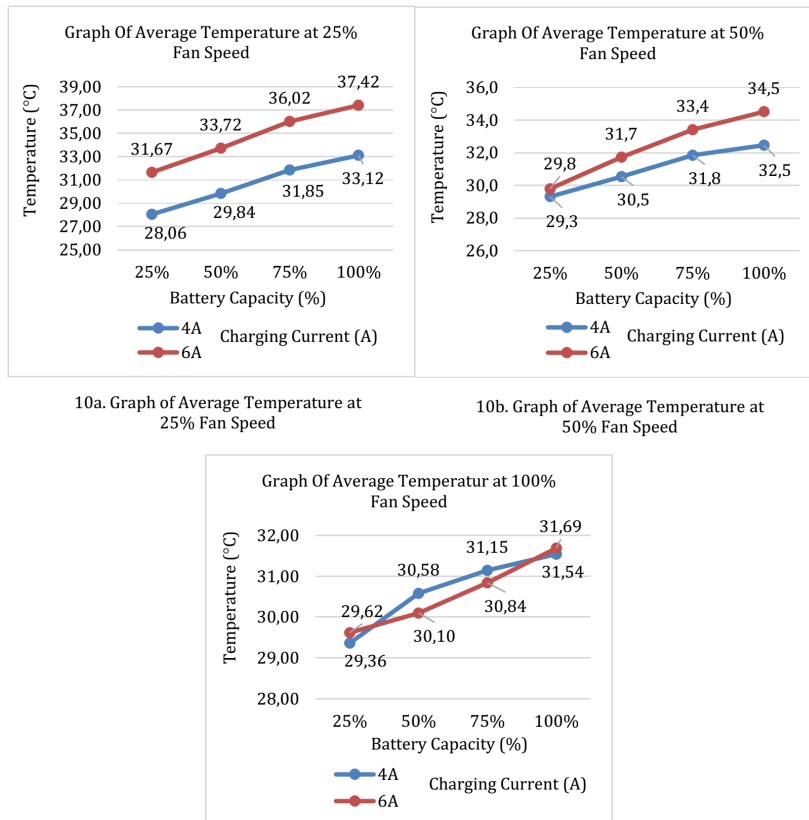 Graph Of Average Temperature at 25%
Fan Speed
Temperature (°C)
39,00
37,00
35,00
33,00
31,00
29,00
27,00
25,00
31,67
33,72
36,02
37,42
28,06
29,84
31,85
33,12
25%
50%
75%
100%
Battery Capacity (%)
4A
6A
Charging Current (A)
Graph Of Average Temperature at 50%
Fan Speed
Temperature (°C)
36,0
34,0
32,0
30,0
28,0
26,0
29,8
31,7
33,4
34,5
29,3
30,5
31,8
32,5
25%
50%
75%
100%
Battery Capacity (%)
4A
6A
Charging Current (A)
10a. Graph of Average Temperature at
25% Fan Speed
10b. Graph of Average Temperature at
50% Fan Speed
Graph Of Average Temperatur at 100%
Fan Speed
Temperature (°C)
32,00
31,00
30,00
29,00
28,00
29,62
30,58
31,15
31,69
29,36
30,10
30,84
31,54
25%
50%
75%
100%
Battery Capacity (%)
4A
6A
Charging Current (A)